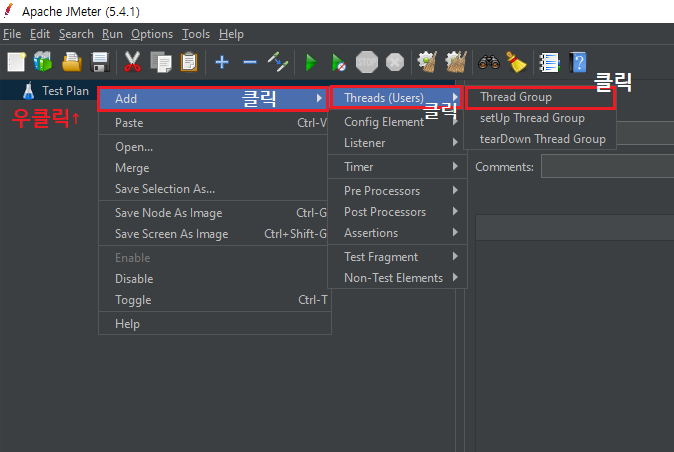 Apache JMeter (5.4.1)
File Edit Search Run Options Tools Help
STOP
Test Plan
우클릭↑
Add 클릭
Paste Ctrl-V
Open...
Merge
Save Selection As...
Save Node As Image Ctrl-G
Save Screen As Image Ctrl+Shift-G
Enable
Disable
Toggle Ctrl-T
Help
Threads (Users) 클릭
Config Element
Listener
Timer
Pre Processors
Post Processors
Assertions
Test Fragment
Non-Test Elements
클릭
Thread Group
setUp Thread Group
tearDown Thread Group
Comments: